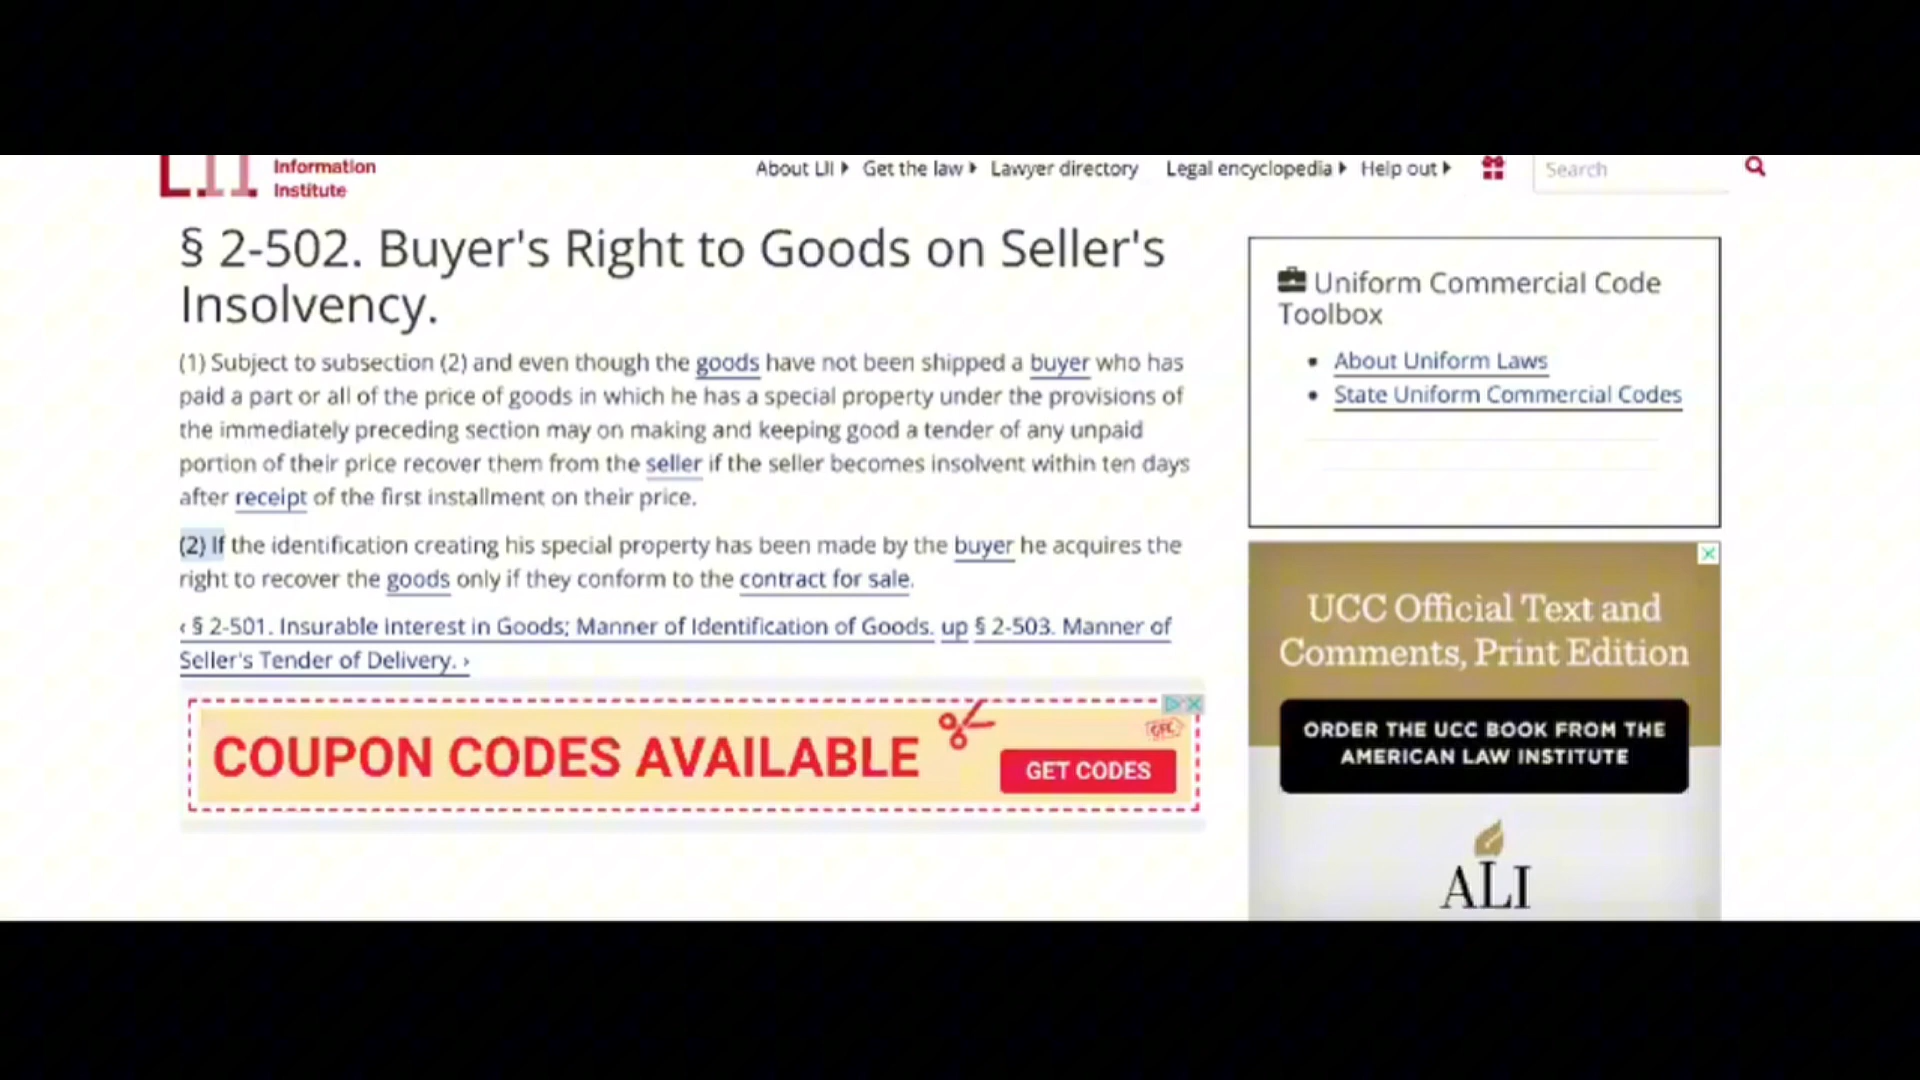 LII Information
Institute
About LII Get the law Lawyer directory Legal encyclopedia Help out Search
§ 2-502. Buyer's Right to Goods on Seller's
Insolvency.
(1) Subject to subsection (2) and even though the goods have not been shipped a buyer who has
paid a part or all of the price of goods in which he has a special property under the provisions of
the immediately preceding section may on making and keeping good a tender of any unpaid
portion of their price recover them from the seller if the seller becomes insolvent within ten days
after receipt of the first installment on their price.
(2) If the identification creating his special property has been made by the buyer he acquires the
right to recover the goods only if they conform to the contract for sale.
‹ § 2-501. Insurable Interest in Goods; Manner of Identification of Goods. up § 2-503. Manner of
Seller's Tender of Delivery. ›
COUPON CODES AVAILABLE
GFC
GET CODES
Uniform Commercial Code
Toolbox
• About Uniform Laws
• State Uniform Commercial Codes
UCC Official Text and
Comments, Print Edition
ORDER THE UCC BOOK FROM THE
AMERICAN LAW INSTITUTE
ALI